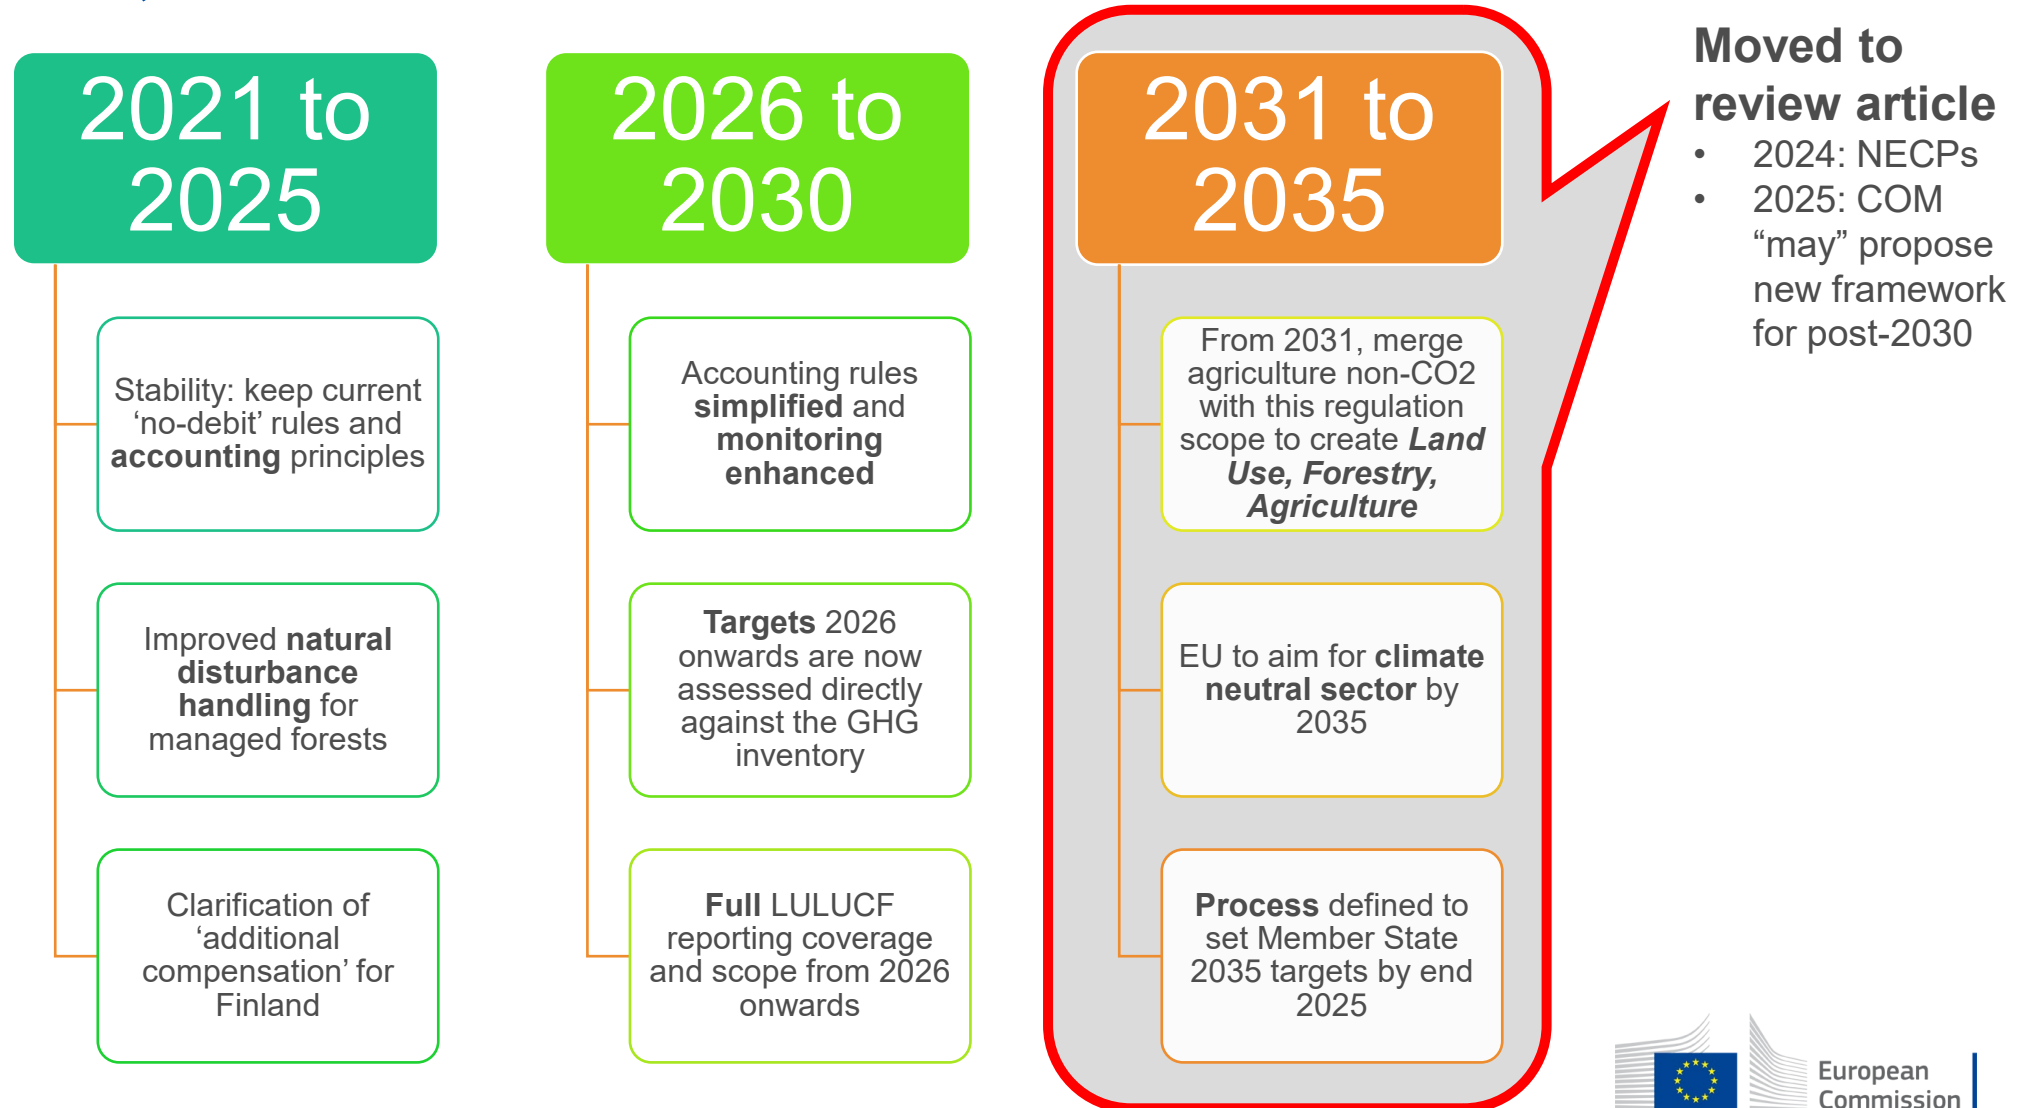 2021 to
2025
Stability: keep current
‘no-debit’ rules and
accounting principles
Improved natural
disturbance
handling for
managed forests
Clarification of
‘additional
compensation’ for
Finland
2026 to
2030
Accounting rules
simplified and
monitoring
enhanced
Targets 2026
onwards are now
assessed directly
against the GHG
inventory
Full LULUCF
reporting coverage
and scope from 2026
onwards
2031 to
2035
From 2031, merge
agriculture non-CO2
with this regulation
scope to create Land
Use, Forestry,
Agriculture
EU to aim for climate
neutral sector by
2035
Process defined to
set Member State
2035 targets by end
2025
Moved to
review article
• 2024: NECPs
• 2025: COM
“may” propose
new framework
for post-2030
European
Commission